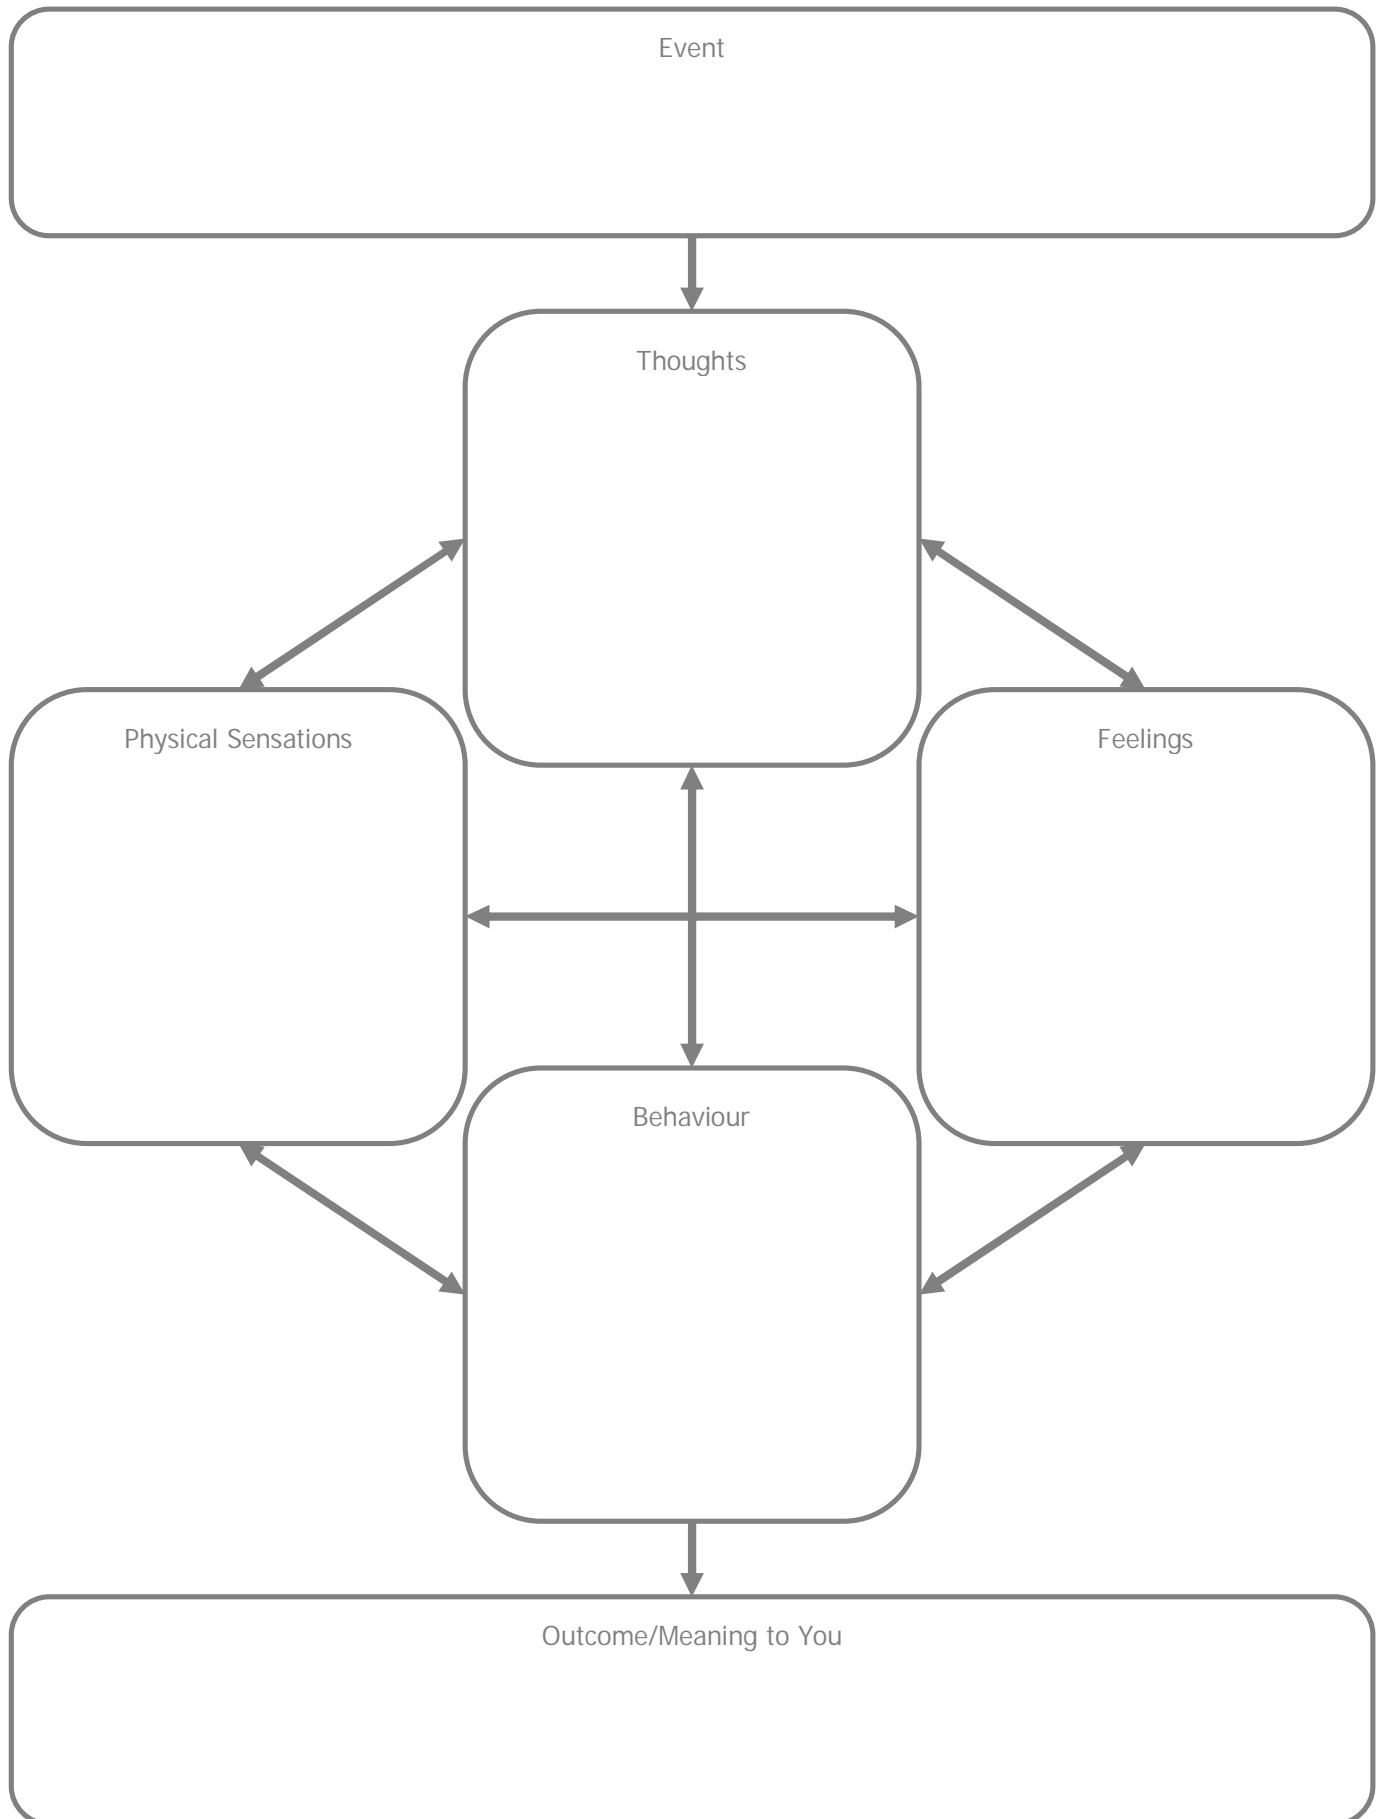 Event
Thoughts
Physical Sensations
Feelings
Behaviour
Outcome/Meaning to You